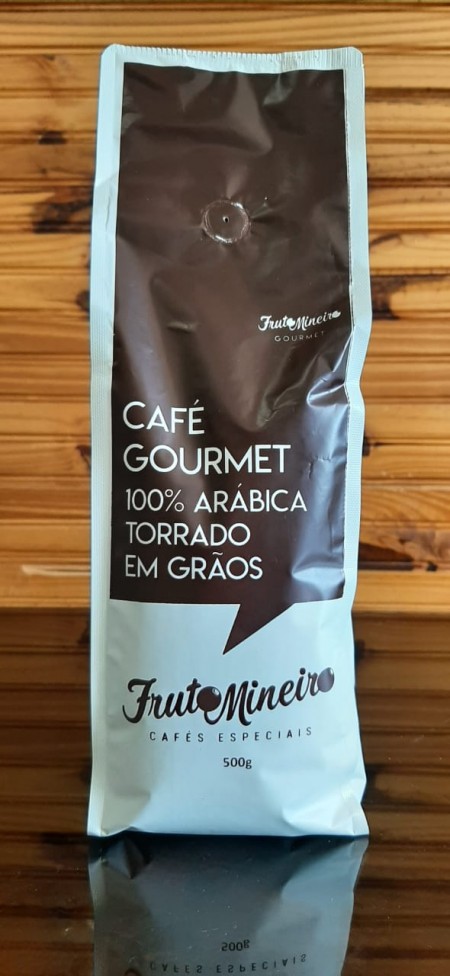 FrutoMineiro
GOURMET
CAFÉ
GOURMET
100% ARÁBICA
TORRADO
EM GRÃOS
FrutoMineiro
CAFÉS ESPECIAIS
500g